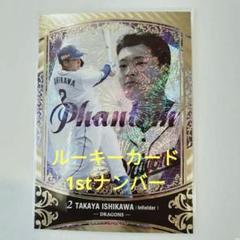 Phantom
ルーキーカード
1stナンバー
2 TAKAYA ISHIKAWA (Infielder)
— DRAGONS —